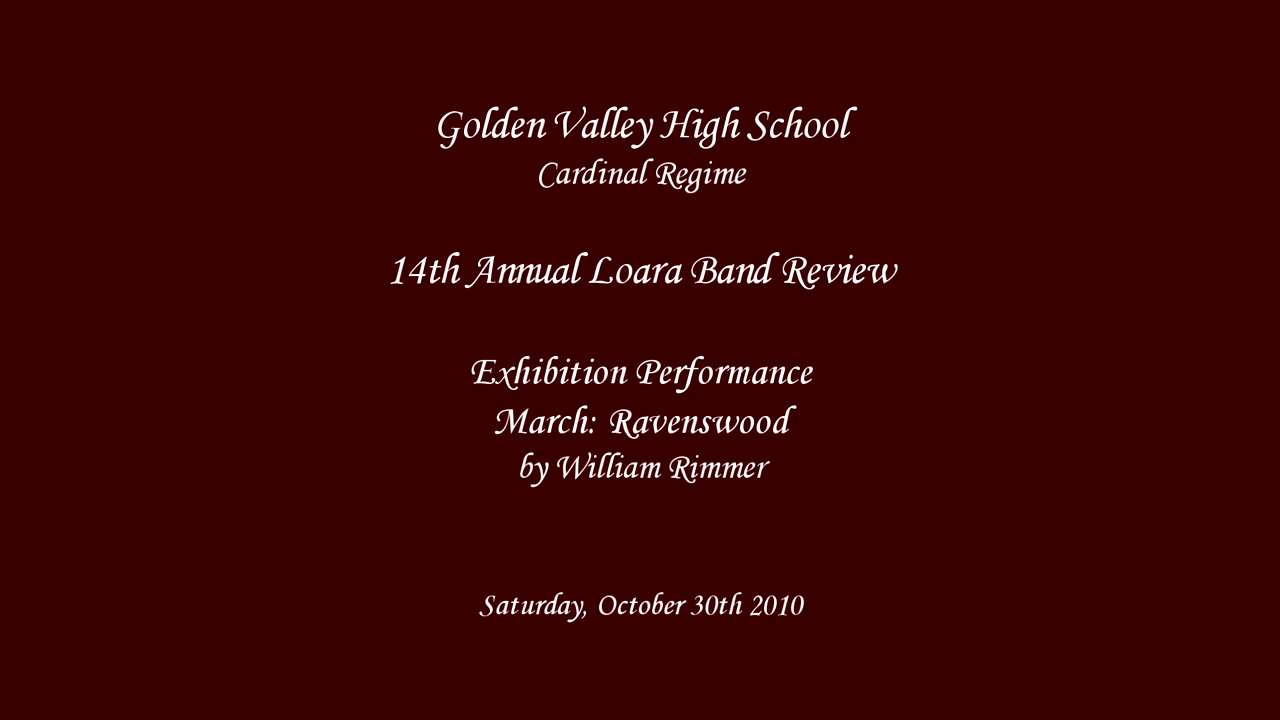 Golden Valley High School
Cardinal Regime
14th Annual Loara Band Review
Exhibition Performance
March: Ravenswood
by William Rimmer
Saturday, October 30th 2010